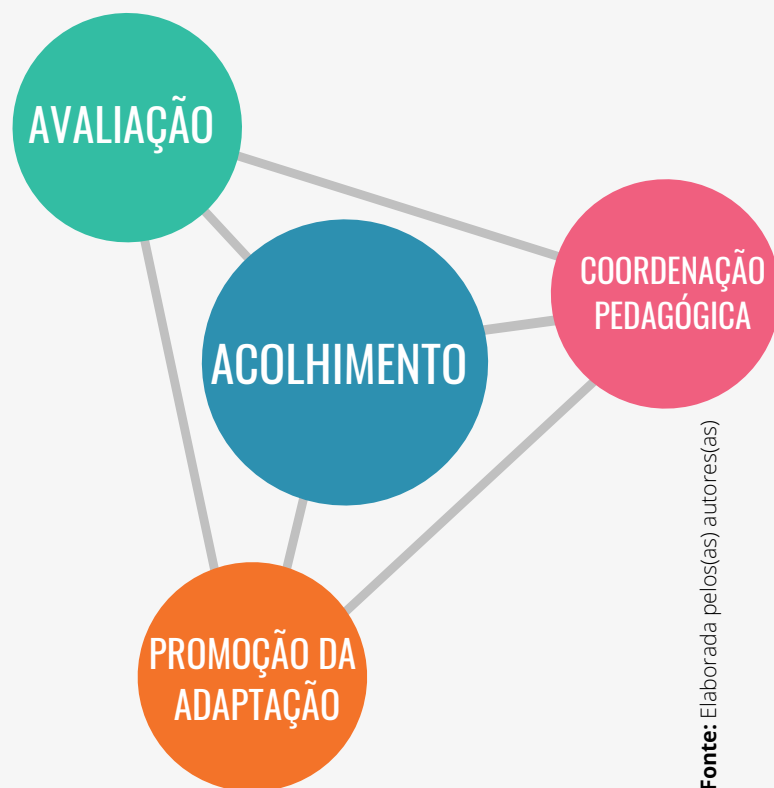 AVALIAÇÃO
COORDENAÇÃO
PEDAGÓGICA
ACOLHIMENTO
PROMOÇÃO DA
ADAPTAÇÃO
Fonte: Elaborada pelos(as) autores(as)